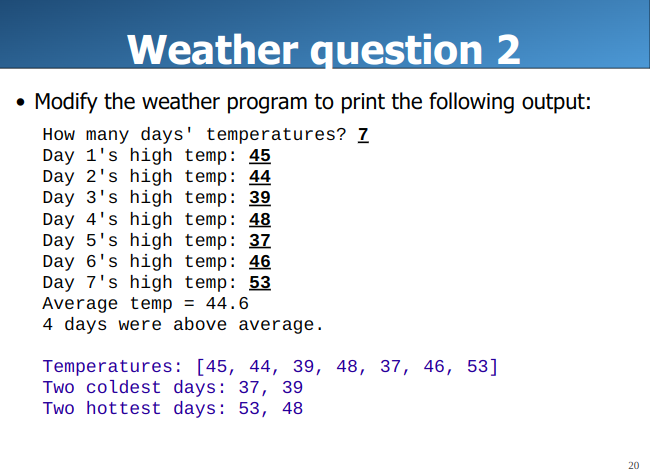 Weather question 2
• Modify the weather program to print the following output:
How many days' temperatures? 7
Day 1's high temp: 45
Day 2's high temp: 44
Day 3's high temp: 39
Day 4's high temp: 48
Day 5's high temp: 37
Day 6's high temp: 46
Day 7's high temp: 53
Average temp = 44.6
4 days were above average.
Temperatures: [45, 44, 39, 48, 37, 46, 53]
Two coldest days: 37, 39
Two hottest days: 53, 48
20